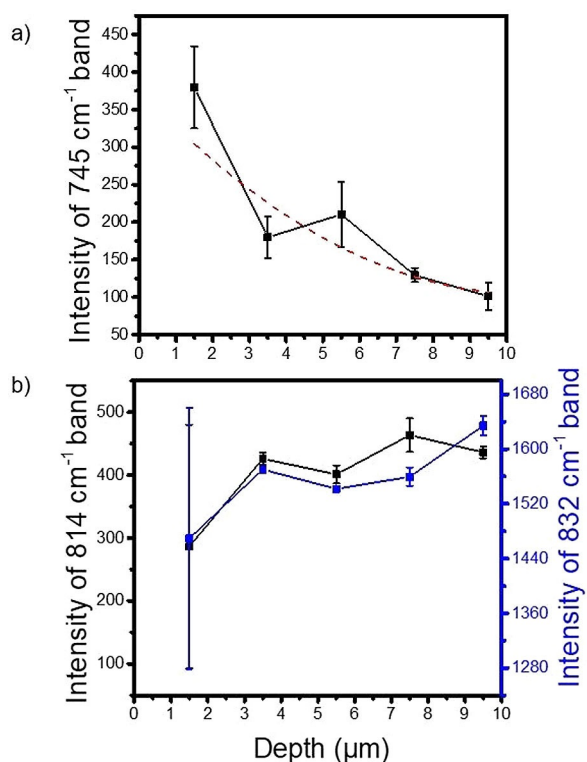 a)
Intensity of 745 cm⁻¹ band
450
400
350
300
250
200
150
100
50
0 1 2 3 4 5 6 7 8 9 10
b)
Intensity of 814 cm⁻¹ band
500
400
300
200
100
1680
1600
1520
1440
1360
1280
Intensity of 832 cm⁻¹ band
0 1 2 3 4 5 6 7 8 9 10
Depth (µm)